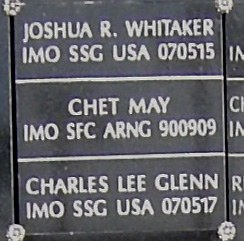 JOSHUA R. WHITAKER
IMO SSG USA 070515
CHET MAY
IMO SFC ARNG 900909
CHARLES LEE GLENN
IMO SSG USA 070517